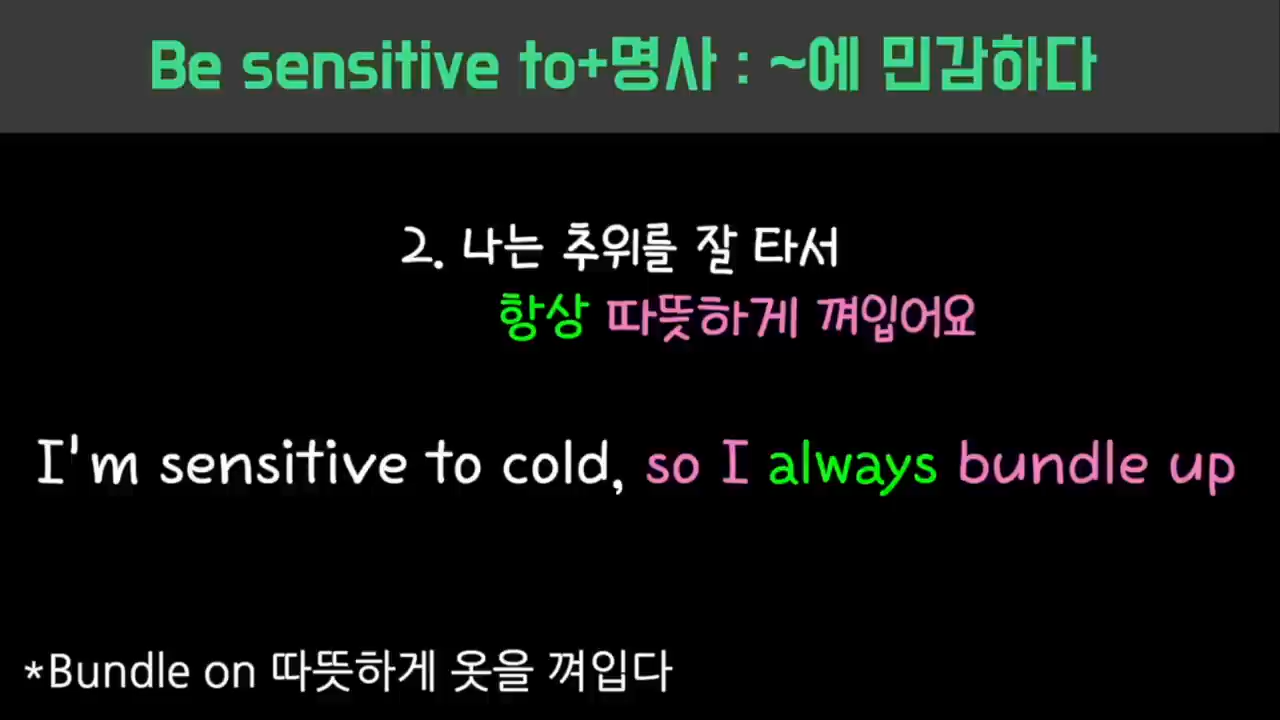 Be sensitive to+명사 : ~에 민감하다
2. 나는 추위를 잘 타서
항상 따뜻하게 껴입어요
I'm sensitive to cold, so I always bundle up
*Bundle on 따뜻하게 옷을 껴입다